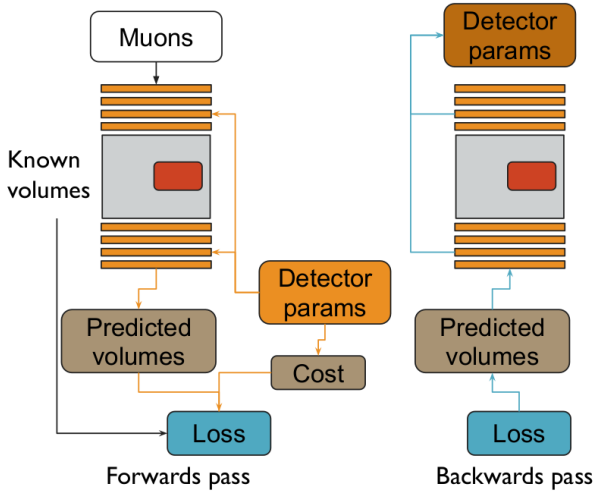 Muons
Known
volumes
Detector
params
Predicted
volumes
Cost
Loss
Forwards pass
Detector
params
Predicted
volumes
Loss
Backwards pass